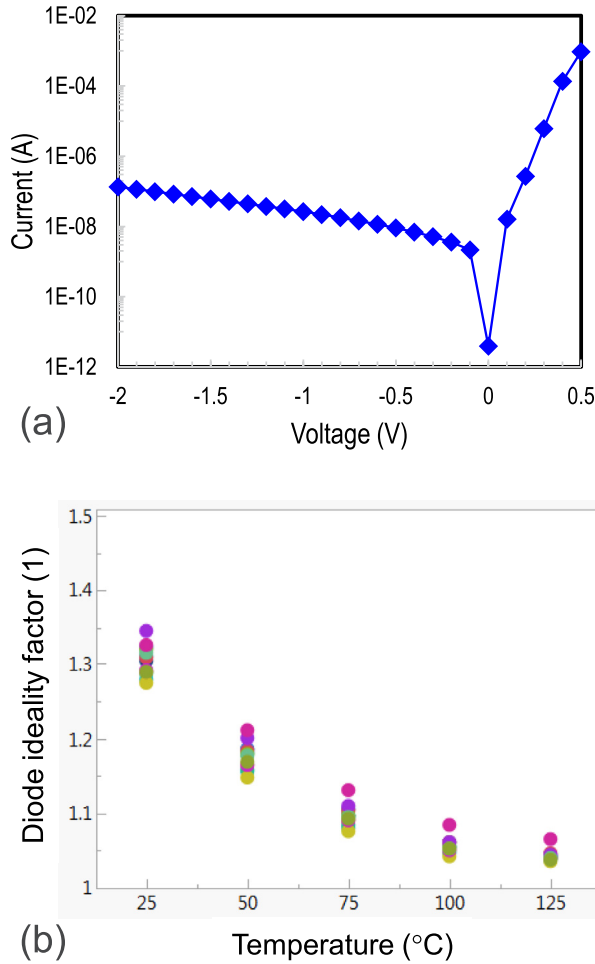 1E-02
1E-04
1E-06
1E-08
1E-10
1E-12
Current (A)
-2 -1.5 -1 -0.5 0 0.5
Voltage (V)
(a)
1.5
1.4
1.3
1.2
1.1
1
Diode ideality factor (1)
25 50 75 100 125
Temperature (°C)
(b)